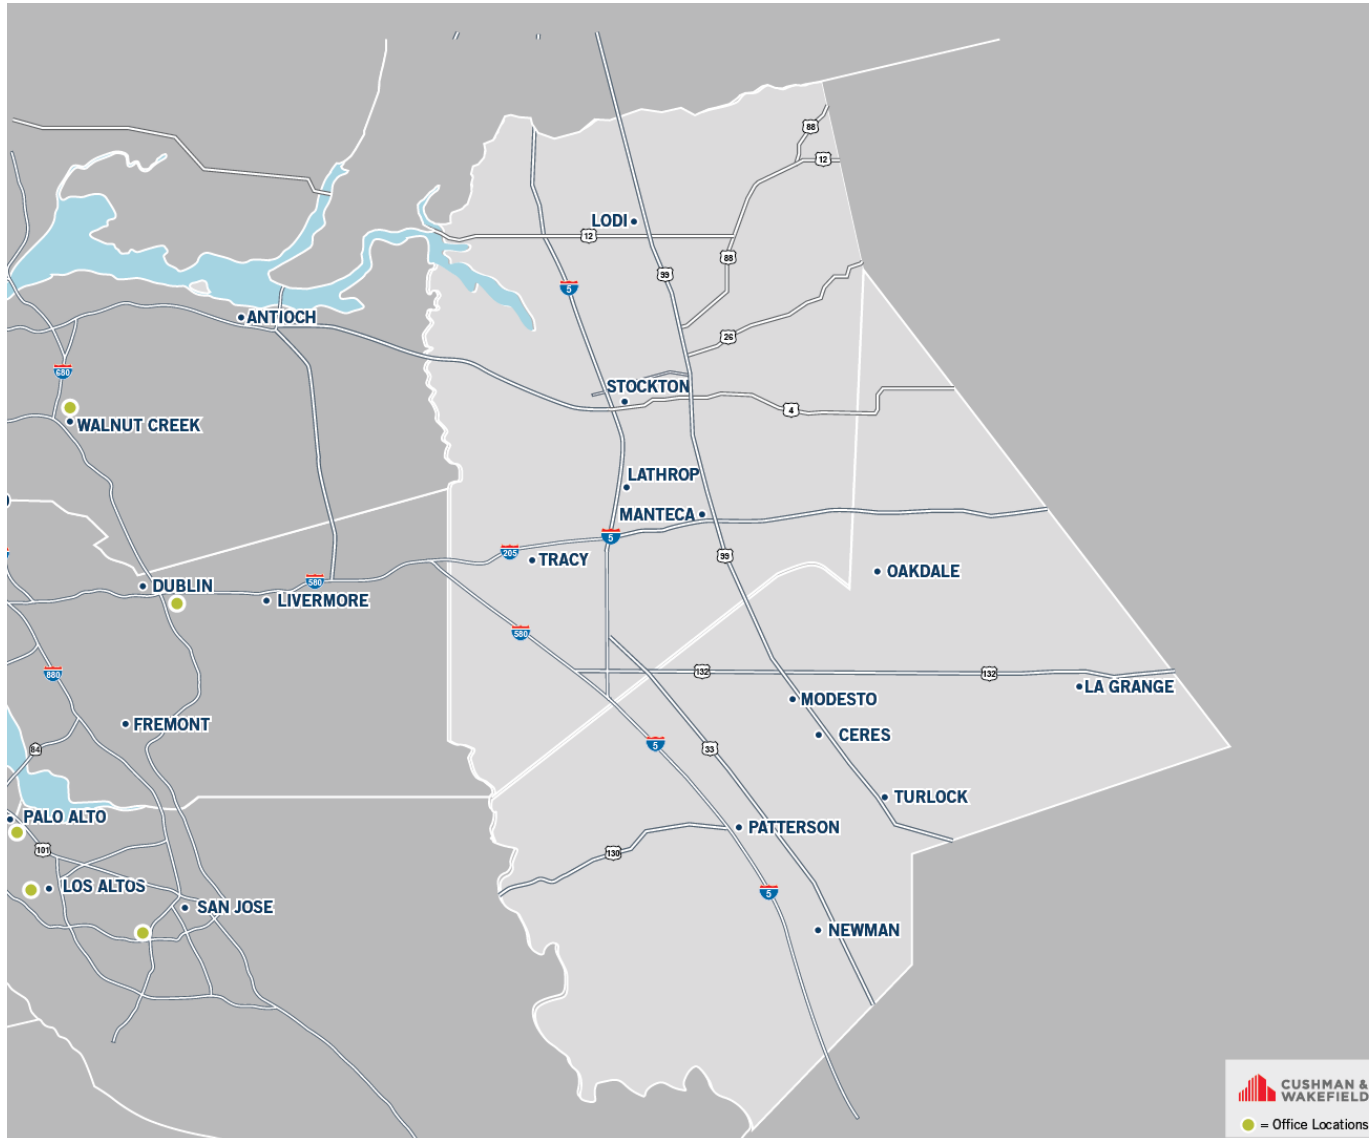 88
12
LODI
12
88
99
5
ANTIOCH
26
680
STOCKTON
4
WALNUT CREEK
LATHROP
MANTECA
5
205
TRACY
99
OAKDALE
DUBLIN
580
LIVERMORE
580
880
132
132
LA GRANGE
MODESTO
FREMONT
CERES
84
5
33
TURLOCK
PALO ALTO
PATTERSON
101
130
LOS ALTOS
5
SAN JOSE
NEWMAN
CUSHMAN &
WAKEFIELD
= Office Locations